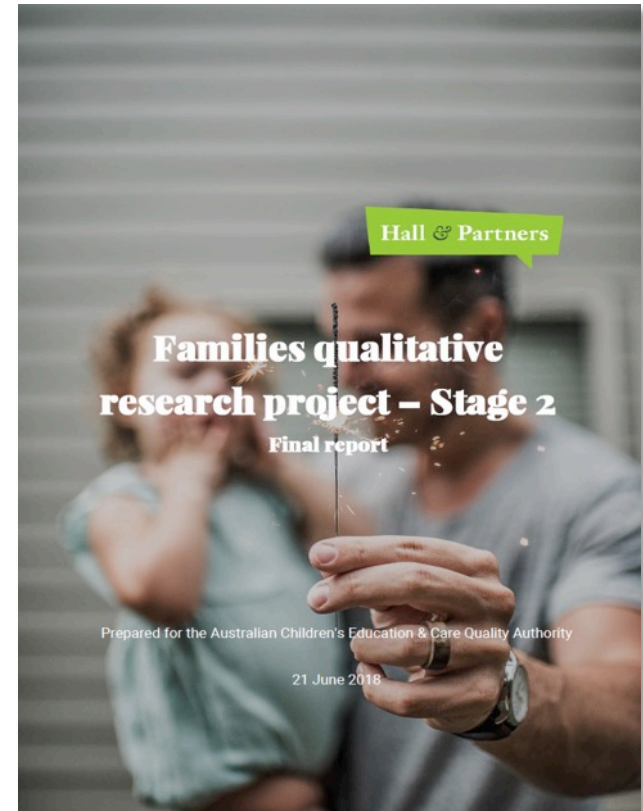 Hall & Partners
Families qualitative
research project – Stage 2
Final report
Prepared for the Australian Children's Education & Care Quality Authority
21 June 2018